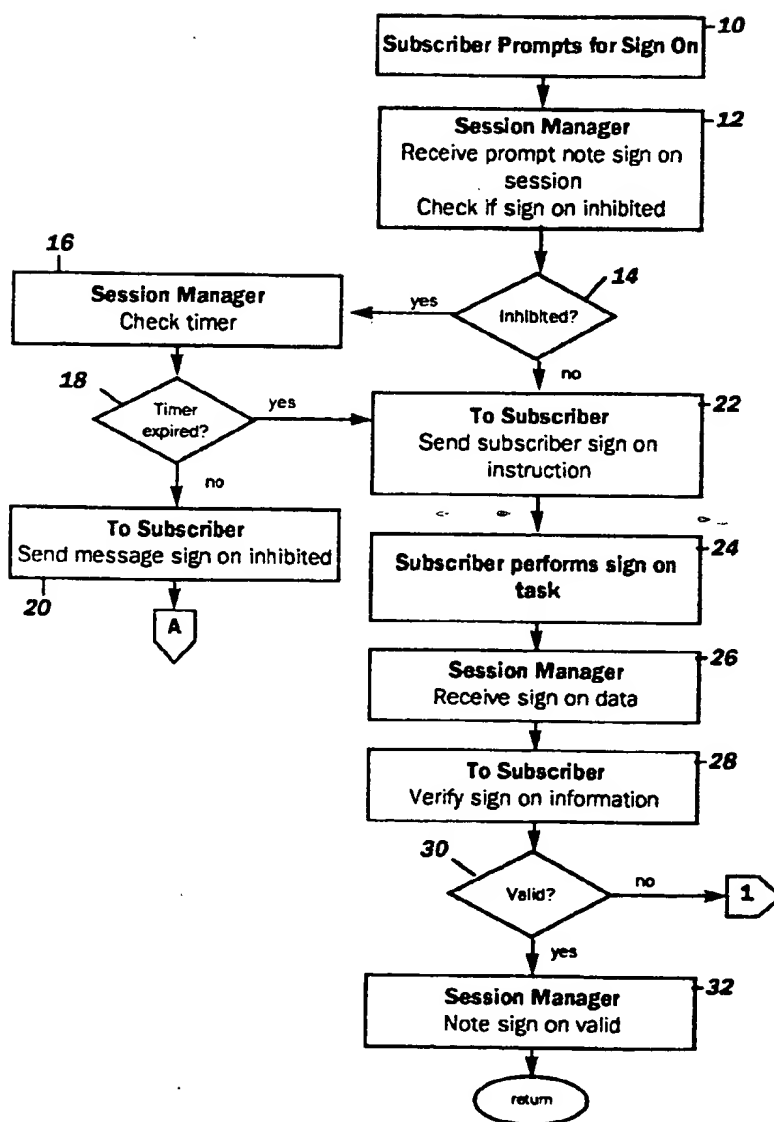 10
Subscriber Prompts for Sign On
12
Session Manager
Receive prompt note sign on
session
Check if sign on inhibited
14
Inhibited?
yes
no
16
Session Manager
Check timer
18
Timer
expired?
yes
no
20
To Subscriber
Send message sign on inhibited
A
22
To Subscriber
Send subscriber sign on
instruction
24
Subscriber performs sign on
task
26
Session Manager
Receive sign on data
28
To Subscriber
Verify sign on information
30
Valid?
no
1
yes
32
Session Manager
Note sign on valid
return